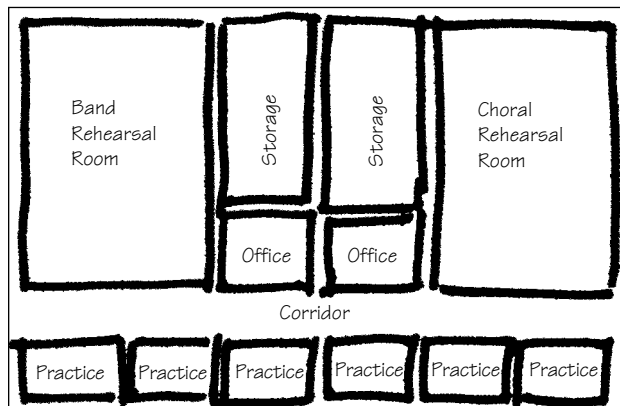 Band
Rehearsal
Room
Storage
Storage
Choral
Rehearsal
Room
Office
Office
Corridor
Practice
Practice
Practice
Practice
Practice
Practice